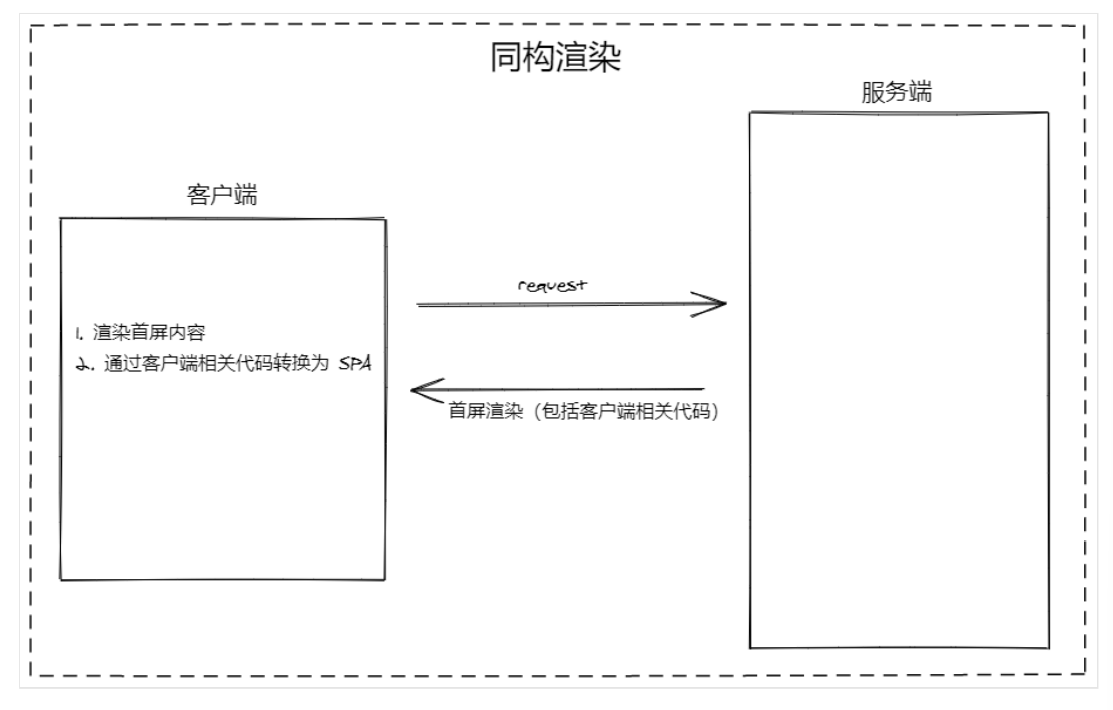 同构渲染
服务端
客户端
request
1. 渲染首屏内容
2. 通过客户端相关代码转换为 SPA
首屏渲染（包括客户端相关代码）